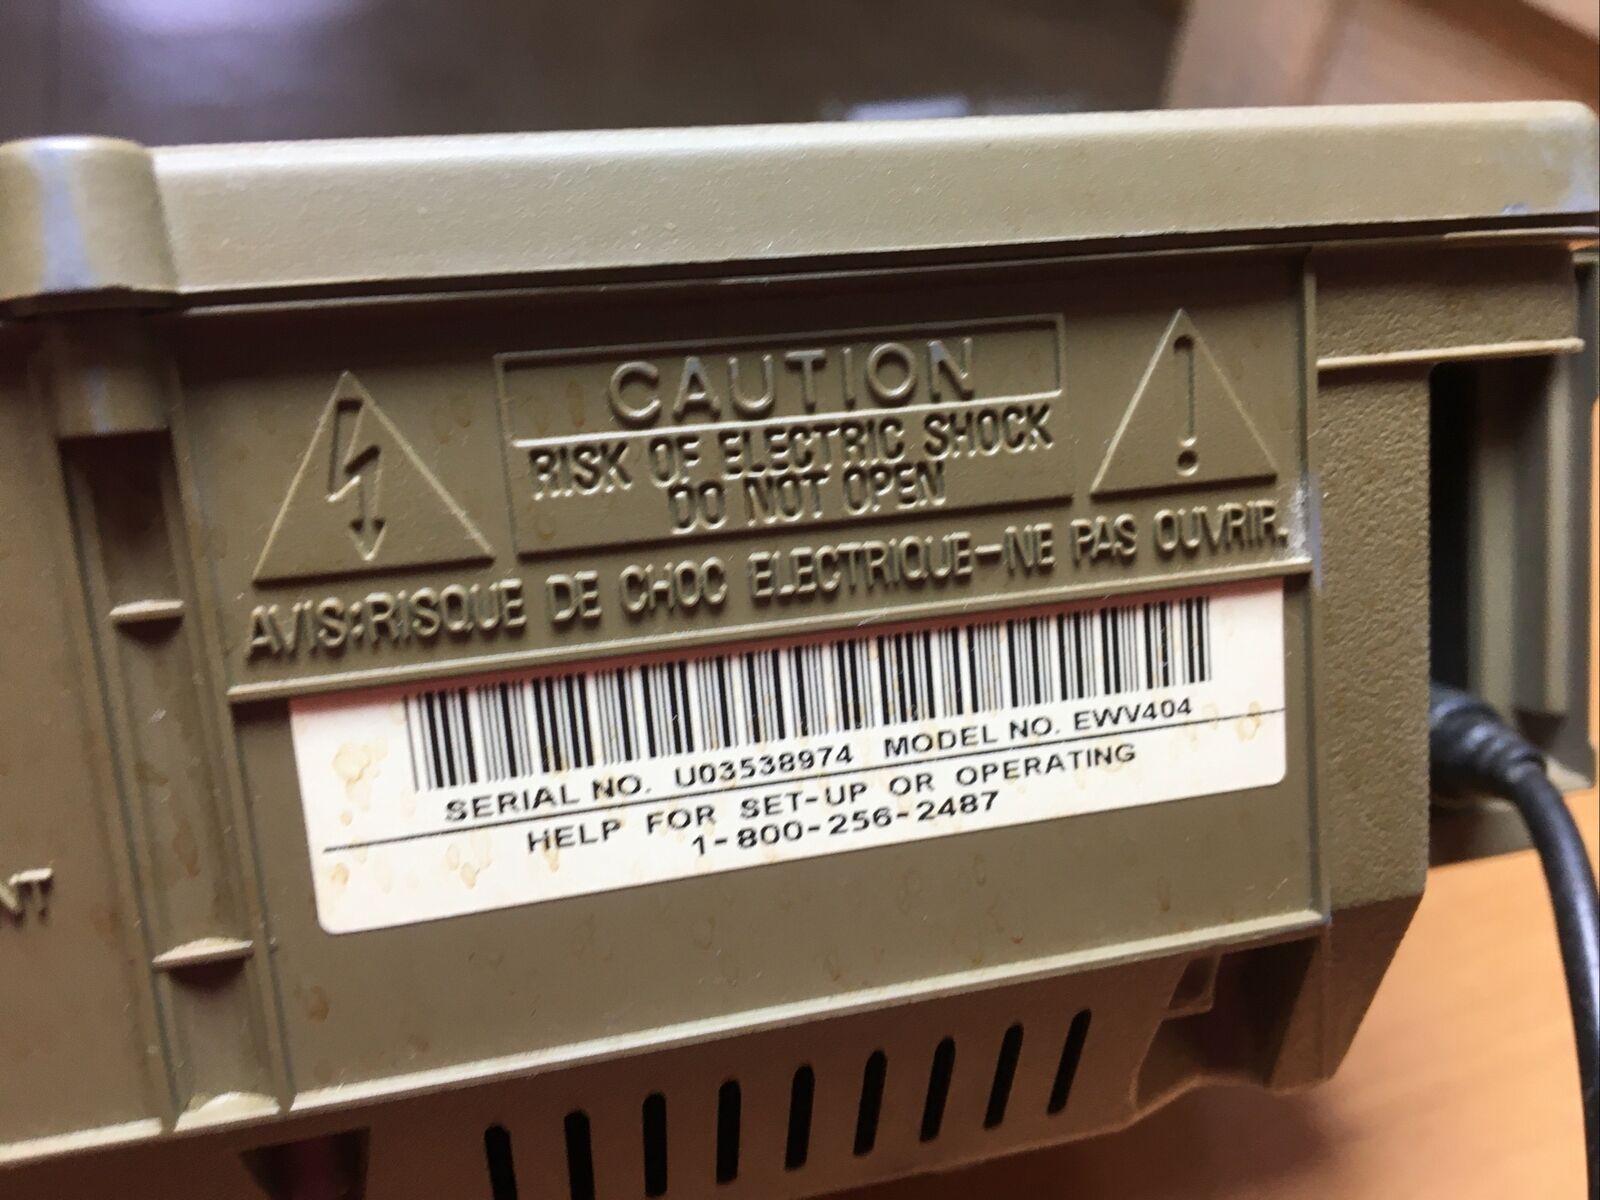 CAUTION
RISK OF ELECTRIC SHOCK
DO NOT OPEN
AVIS:RISQUE DE CHOC ELECTRIQUE-NE PAS OUVRIR.
SERIAL NO. U03538974 MODEL NO. EWV404
HELP FOR SET-UP OR OPERATING
1-800-256-2487
NT